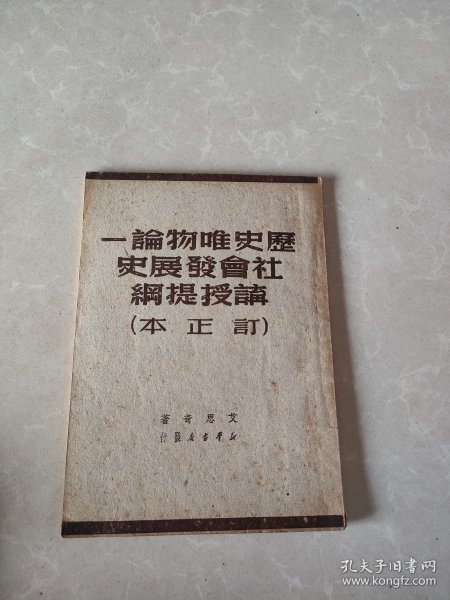 歷史唯物論—
社會發展史
講授提綱
(訂正本)
艾思奇著
新華書店發行
孔夫子旧书网
www.kongfz.com